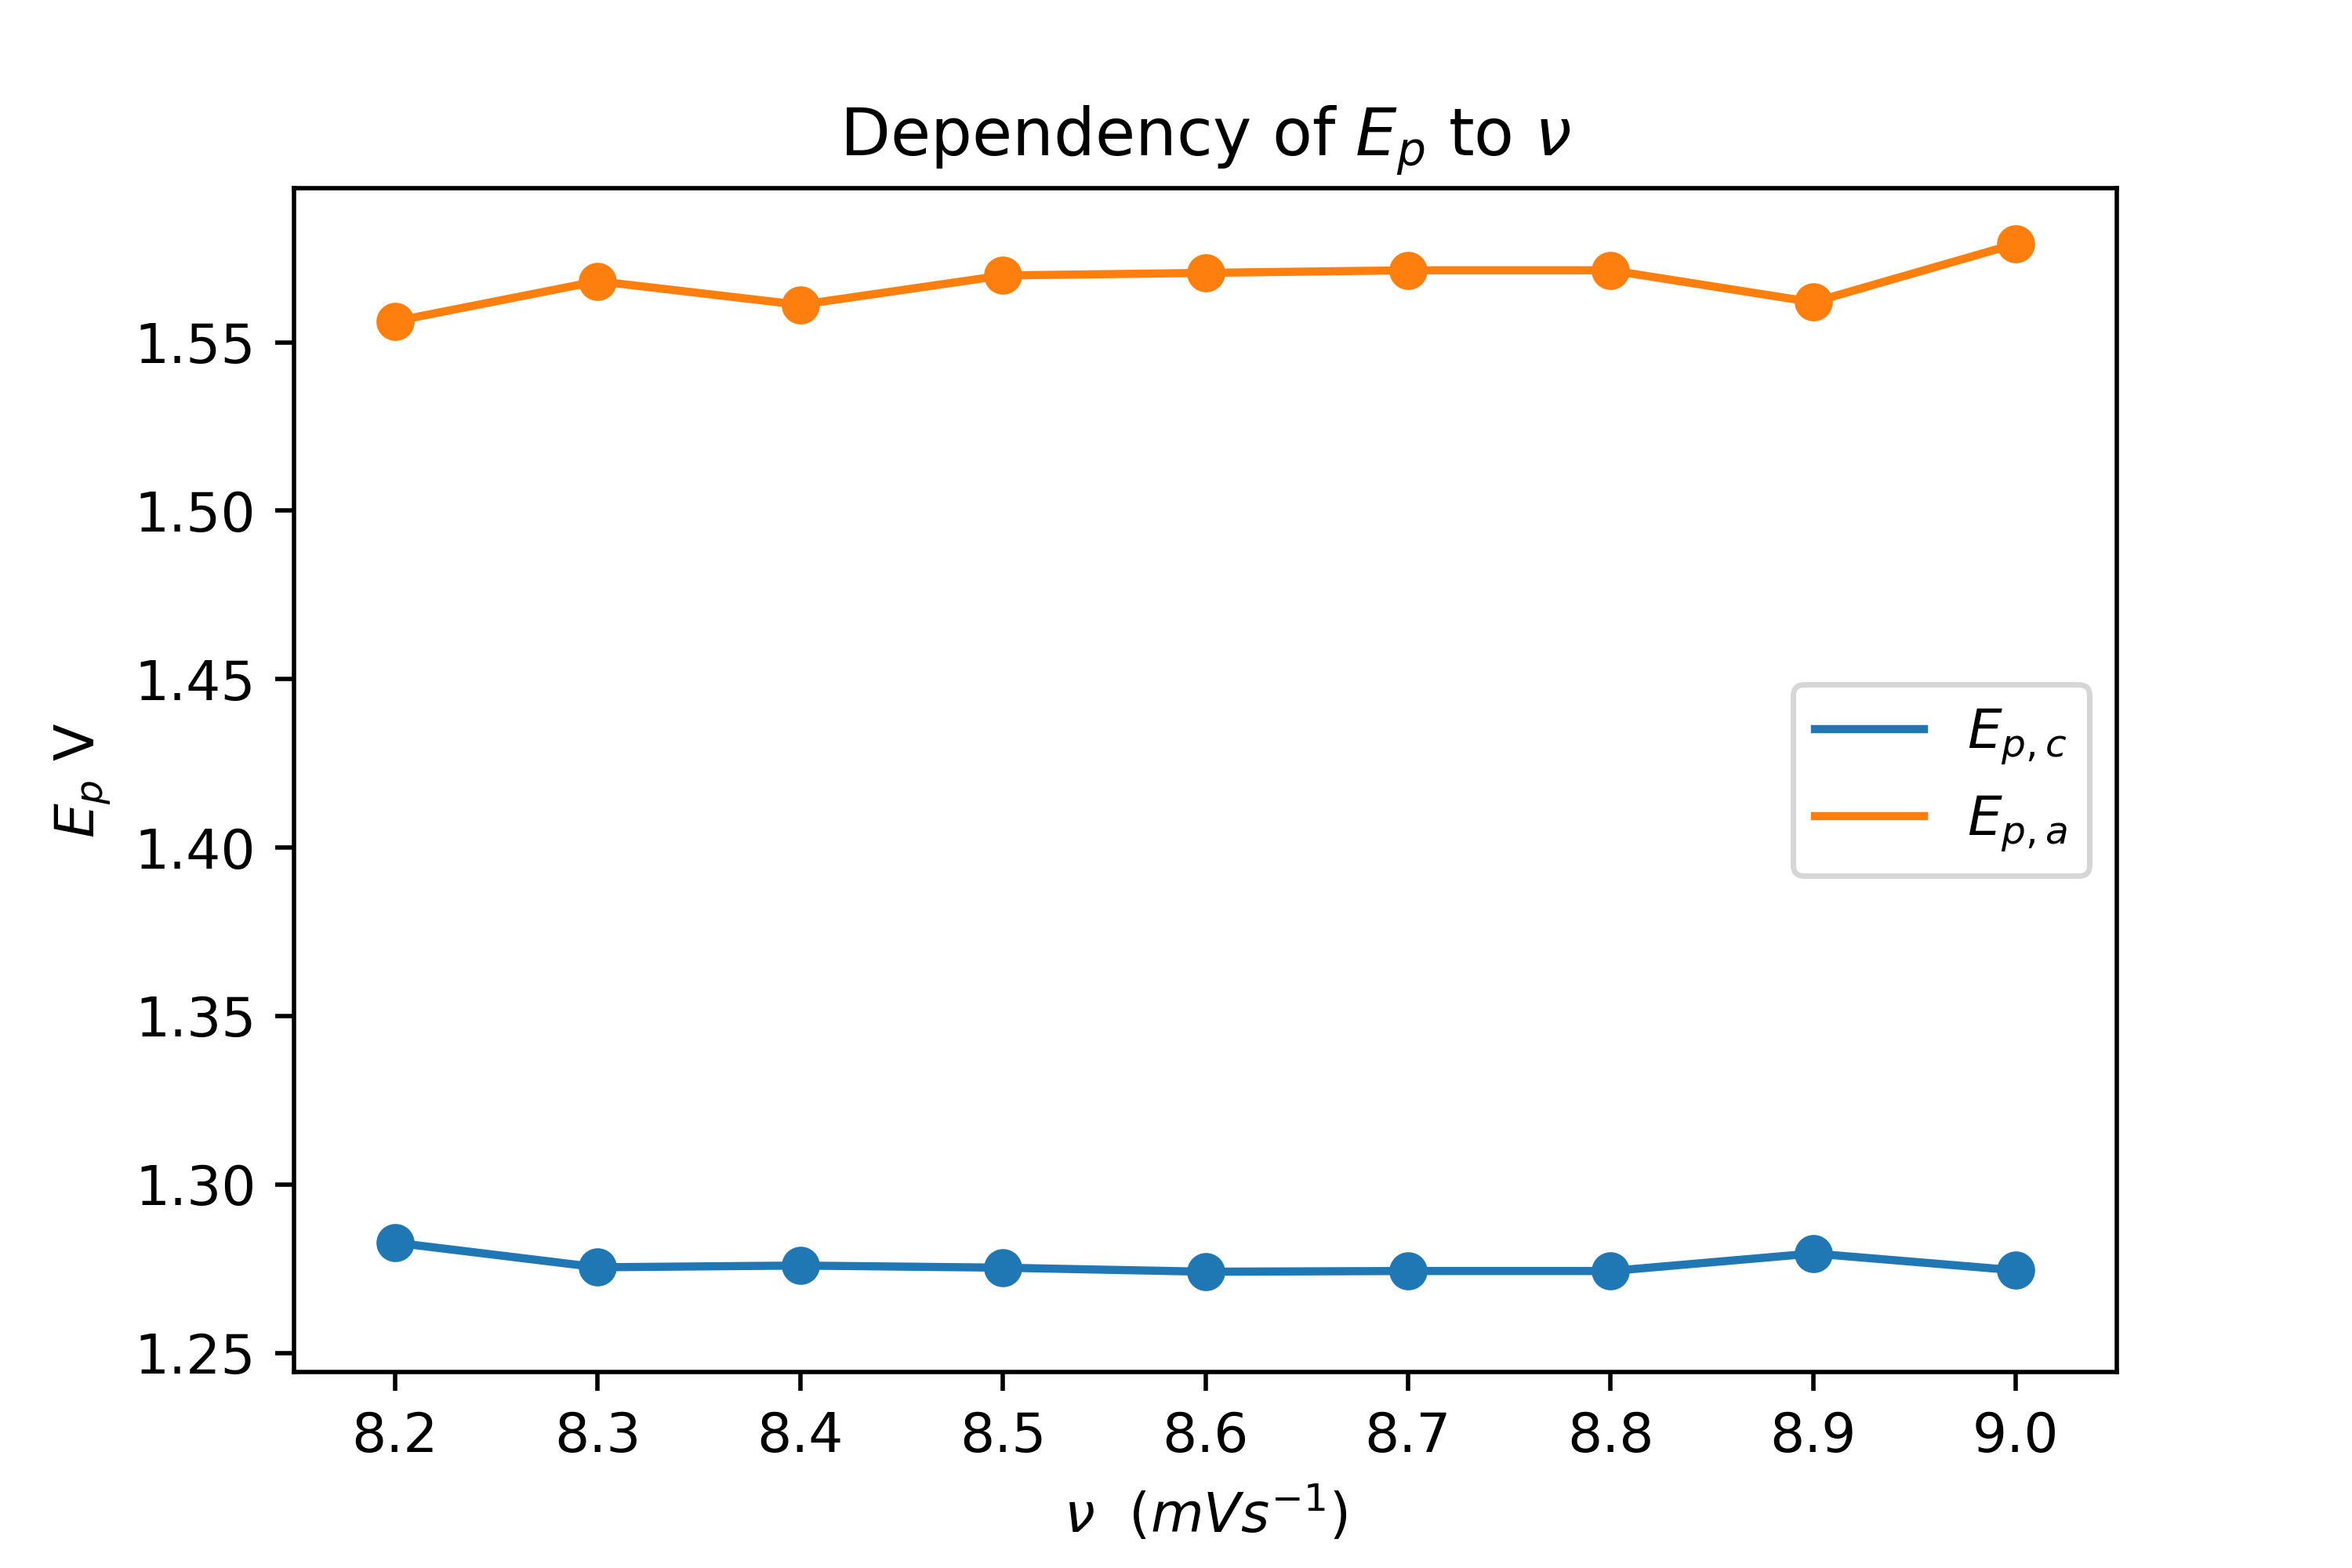 Dependency of $E_p$ to $\nu$
1.55
1.50
1.45
1.40
1.35
1.30
1.25
$E_p$ V
$E_{p,c}$
$E_{p,a}$
8.2 8.3 8.4 8.5 8.6 8.7 8.8 8.9 9.0
$\nu$ $(mVs^{-1})$